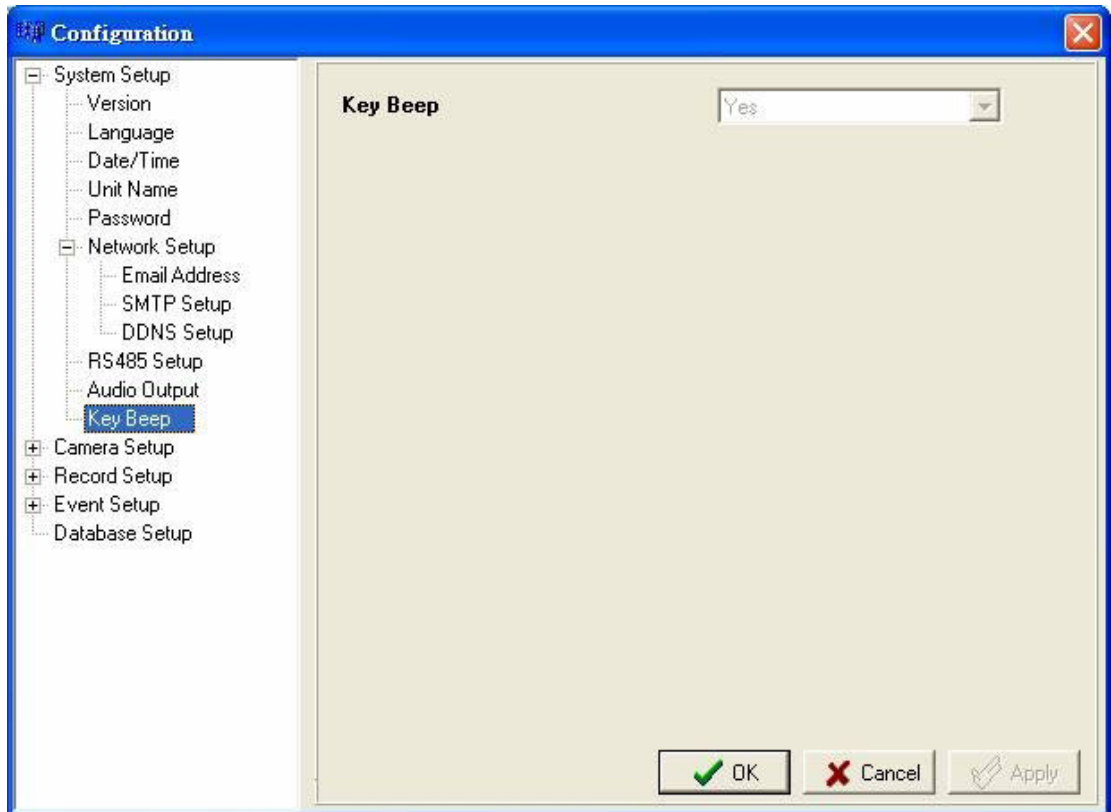 Configuration
System Setup
Version
Language
Date/Time
Unit Name
Password
Network Setup
Email Address
SMTP Setup
DDNS Setup
RS485 Setup
Audio Output
Key Beep
Camera Setup
Record Setup
Event Setup
Database Setup
Key Beep Yes
OK Cancel Apply